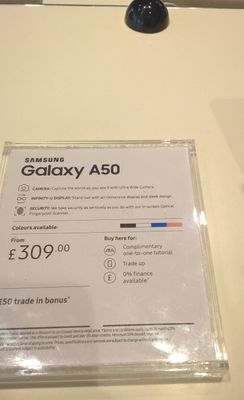 SAMSUNG
Galaxy A50
CAMERA: Capture the world as you see it with Ultra Wide Camera
INFINITY-U DISPLAY: Stand out with an immersive display and sleek design.
SECURITY: We take security as seriously as you do with our In-screen Optical
Fingerprint Scanner.
Colours available:
From
£309.00
Buy here for:
Complimentary
one-to-one tutorial
Trade up
£
0% finance
available*
£50 trade in bonus*